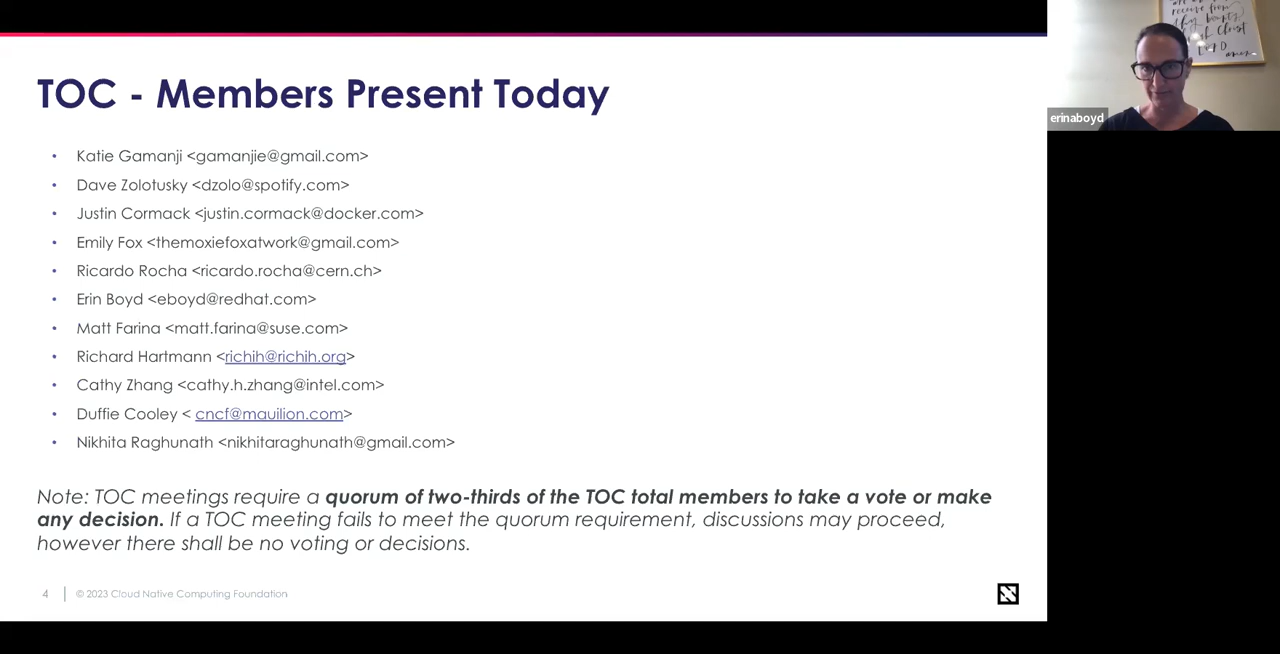 TOC - Members Present Today
• Katie Gamanji <gamanjie@gmail.com>
• Dave Zolotusky <dzolo@spotify.com>
• Justin Cormack <justin.cormack@docker.com>
• Emily Fox <themoxiefoxatwork@gmail.com>
• Ricardo Rocha <ricardo.rocha@cern.ch>
• Erin Boyd <eboyd@redhat.com>
• Matt Farina <matt.farina@suse.com>
• Richard Hartmann <richih@richih.org>
• Cathy Zhang <cathy.h.zhang@intel.com>
• Duffie Cooley < cncf@mauilion.com>
• Nikhita Raghunath <nikhitaraghunath@gmail.com>
Note: TOC meetings require a quorum of two-thirds of the TOC total members to take a vote or make
any decision. If a TOC meeting fails to meet the quorum requirement, discussions may proceed,
however there shall be no voting or decisions.
4 © 2023 Cloud Native Computing Foundation
receive from
bounty
Christ
amen
erinaboyd